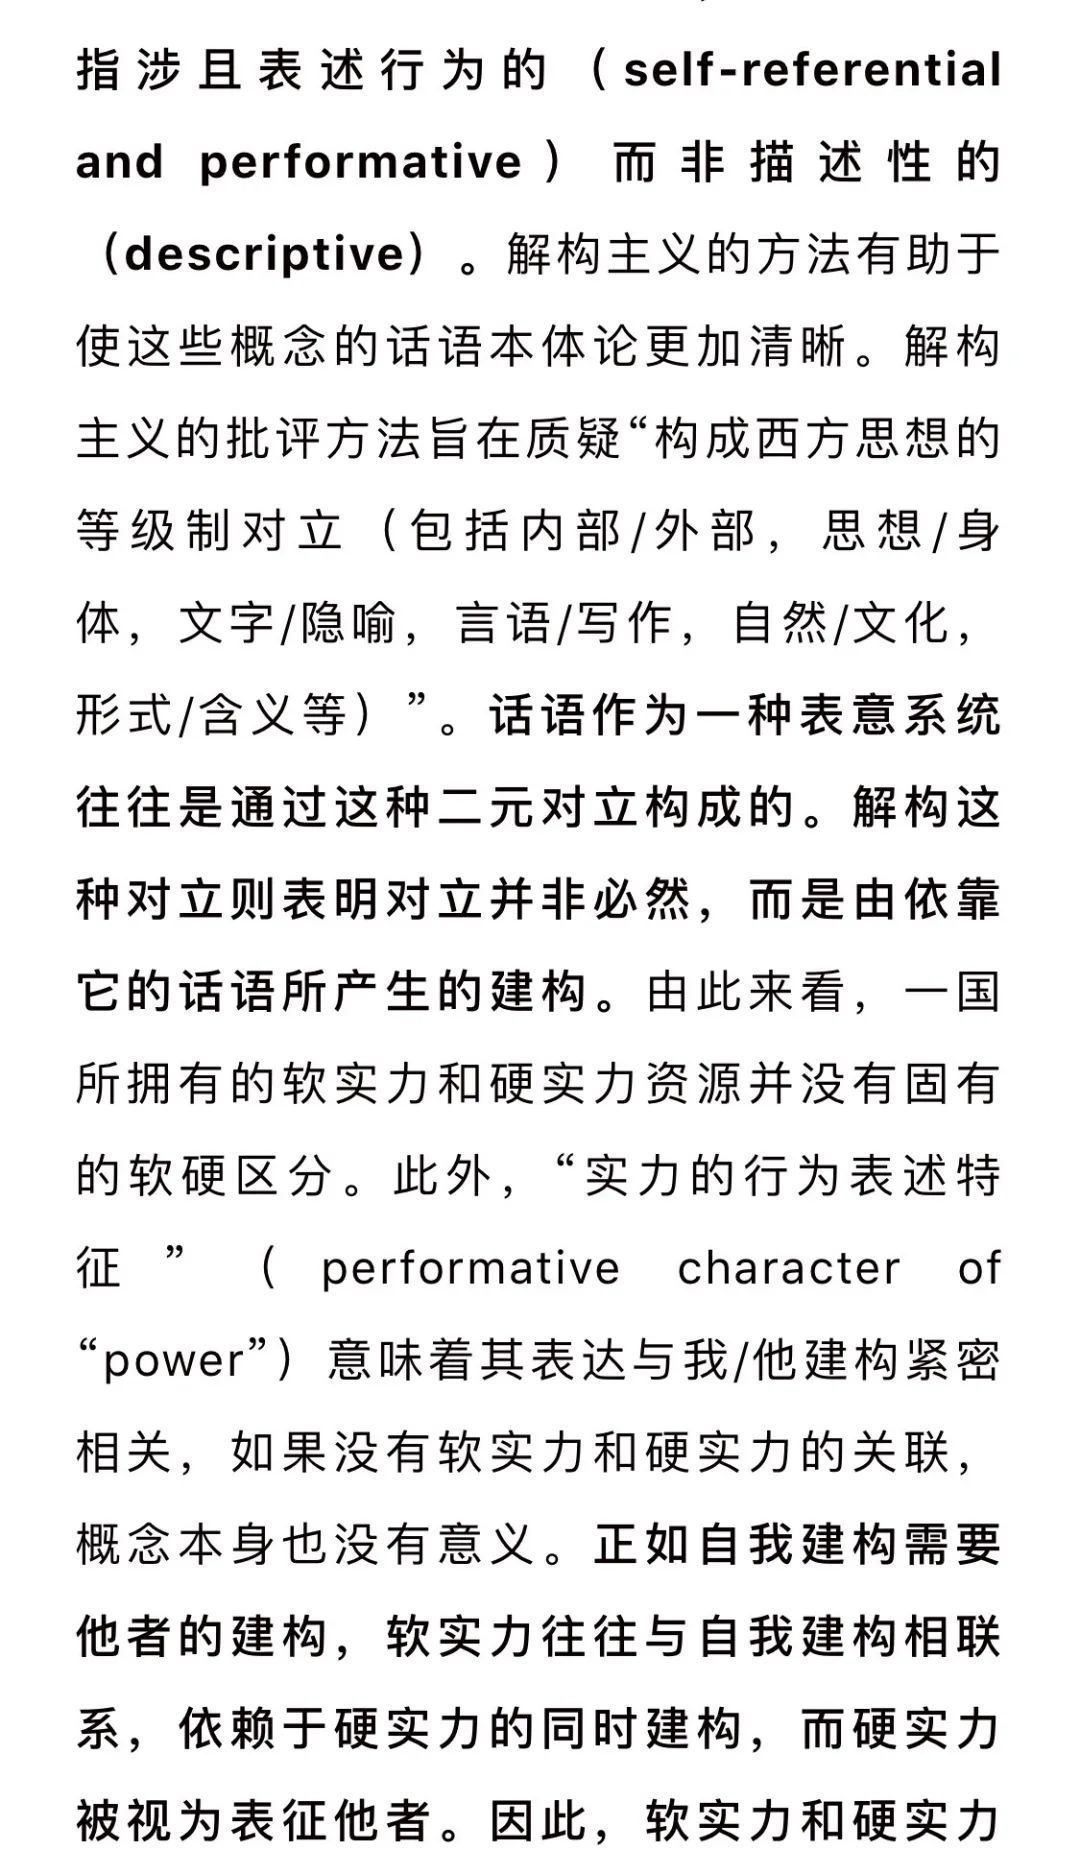 指涉且表述行为的（self-referential
and performative）而非描述性的
（descriptive）。解构主义的方法有助于
使这些概念的话语本体论更加清晰。解构
主义的批评方法旨在质疑“构成西方思想的
等级制对立（包括内部/外部，思想/身
体，文字/隐喻，言语/写作，自然/文化，
形式/含义等）”。话语作为一种表意系统
往往是通过这种二元对立构成的。解构这
种对立则表明对立并非必然，而是由依靠
它的话语所产生的建构。由此来看，一国
所拥有的软实力和硬实力资源并没有固有
的软硬区分。此外，“实力的行为表述特
征”（performative character of
“power”）意味着其表达与我/他建构紧密
相关，如果没有软实力和硬实力的关联，
概念本身也没有意义。正如自我建构需要
他者的建构，软实力往往与自我建构相联
系，依赖于硬实力的同时建构，而硬实力
被视为表征他者。因此，软实力和硬实力